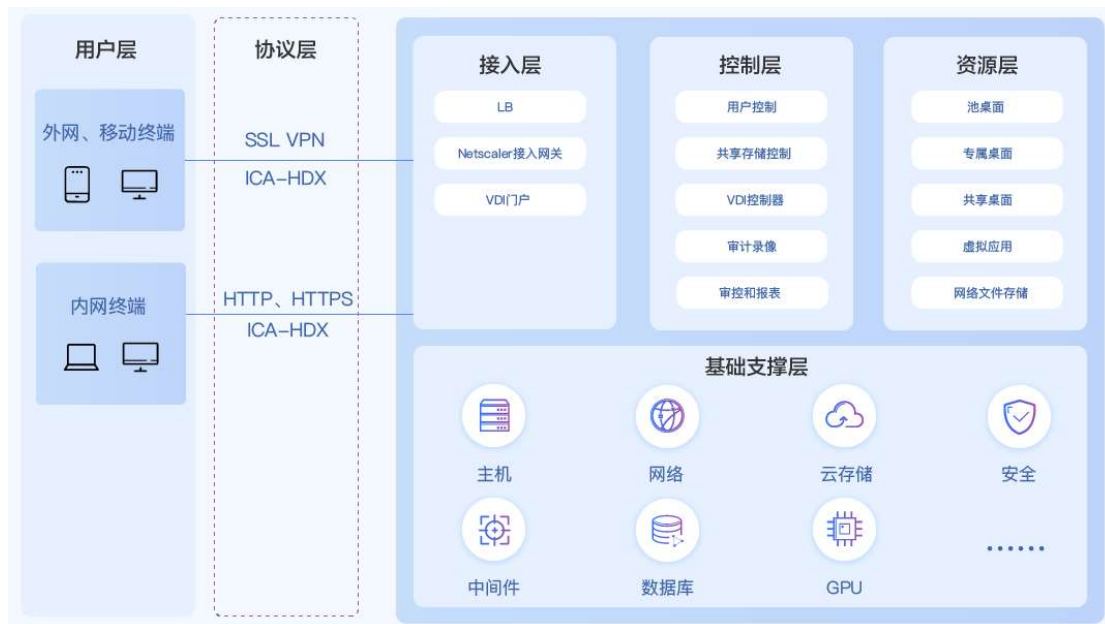 用户层
外网、移动终端
内网终端
协议层
SSL VPN
ICA-HDX
HTTP、HTTPS
ICA-HDX
接入层
LB
Netscaler接入网关
VDI门户
控制层
用户控制
共享存储控制
VDI控制器
审计录像
审控和报表
资源层
池桌面
专属桌面
共享桌面
虚拟应用
网络文件存储
基础支撑层
主机
网络
云存储
安全
中间件
数据库
GPU
······